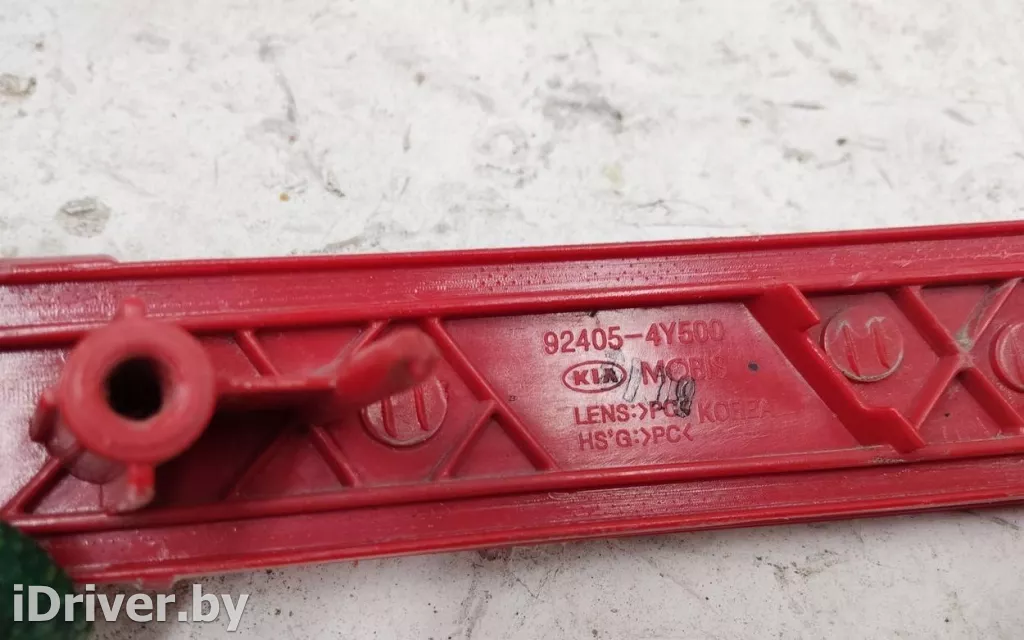 92405-4Y500
KIA MOBIS
LENS:>PC< KOREA
HS'G:>PC<
iDriver.by